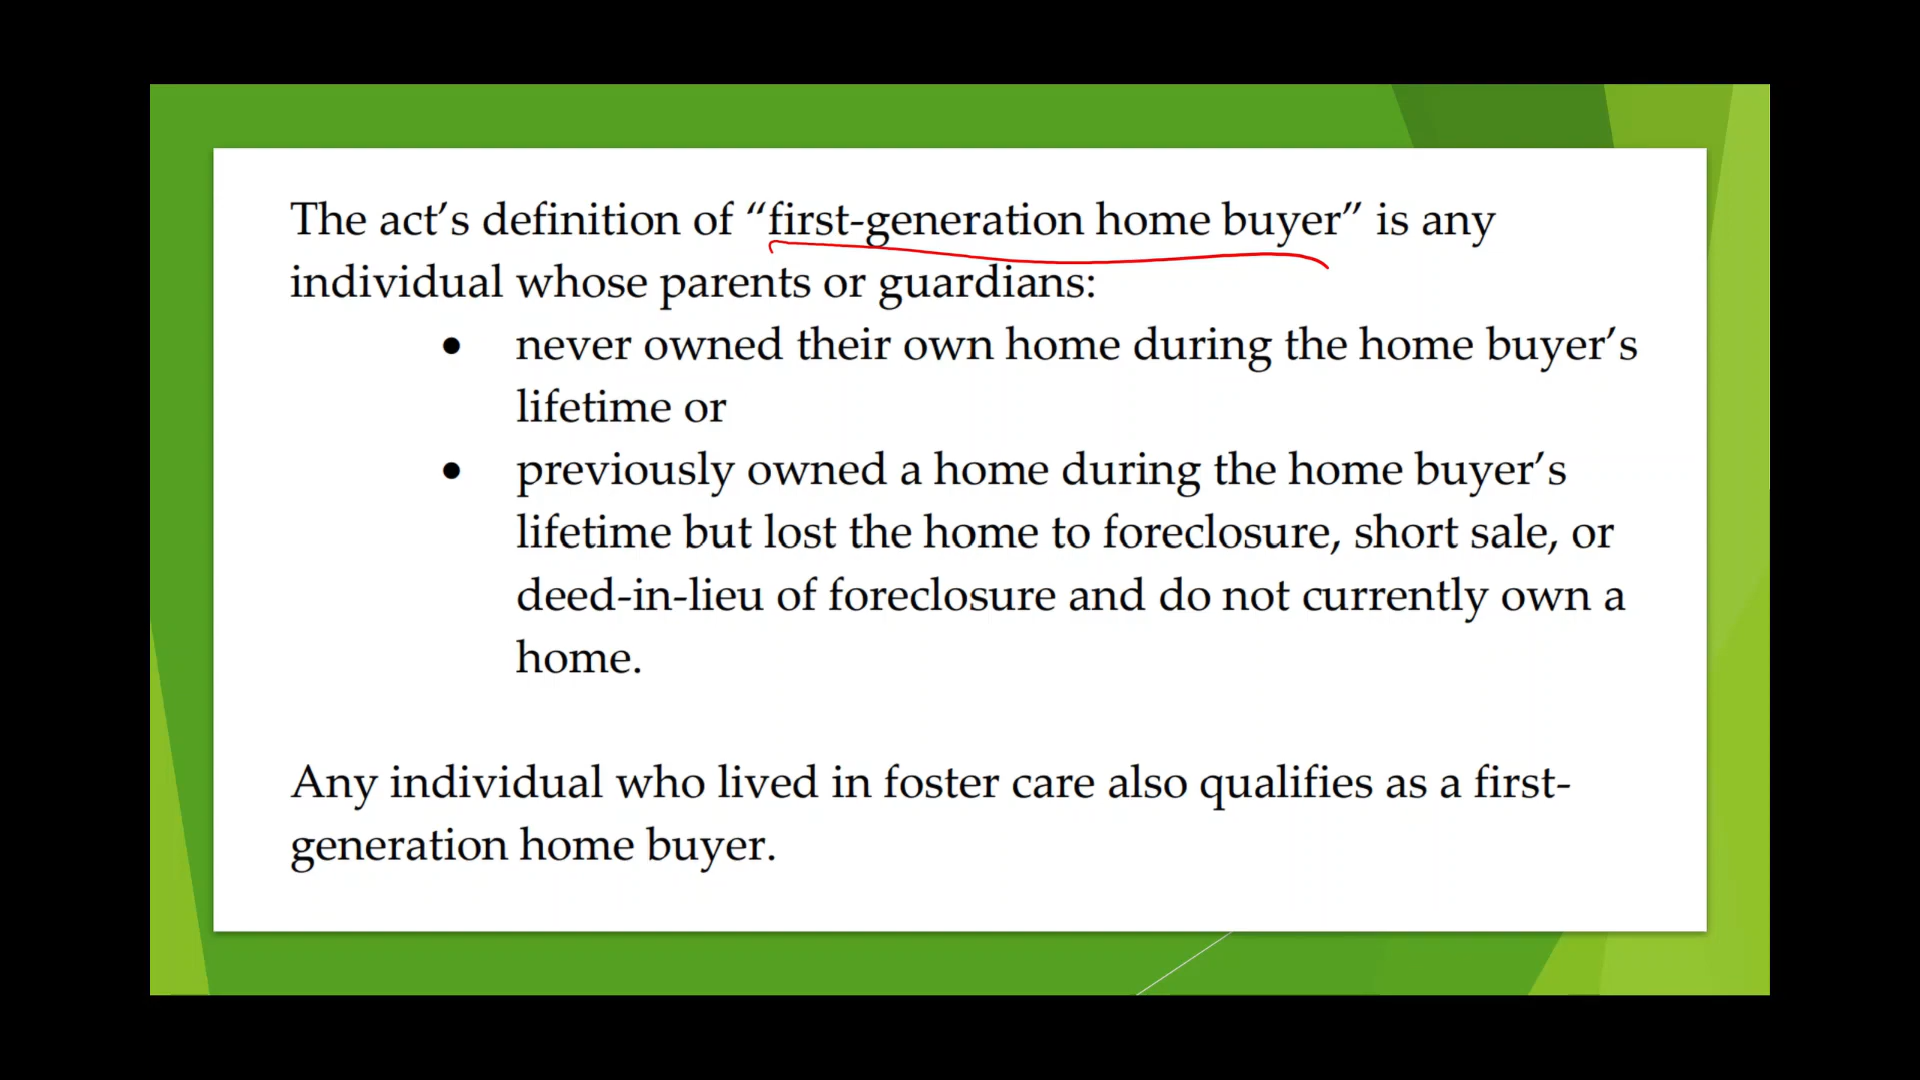 The act’s definition of “first-generation home buyer” is any
individual whose parents or guardians:
● never owned their own home during the home buyer’s
lifetime or
● previously owned a home during the home buyer’s
lifetime but lost the home to foreclosure, short sale, or
deed-in-lieu of foreclosure and do not currently own a
home.
Any individual who lived in foster care also qualifies as a first-
generation home buyer.